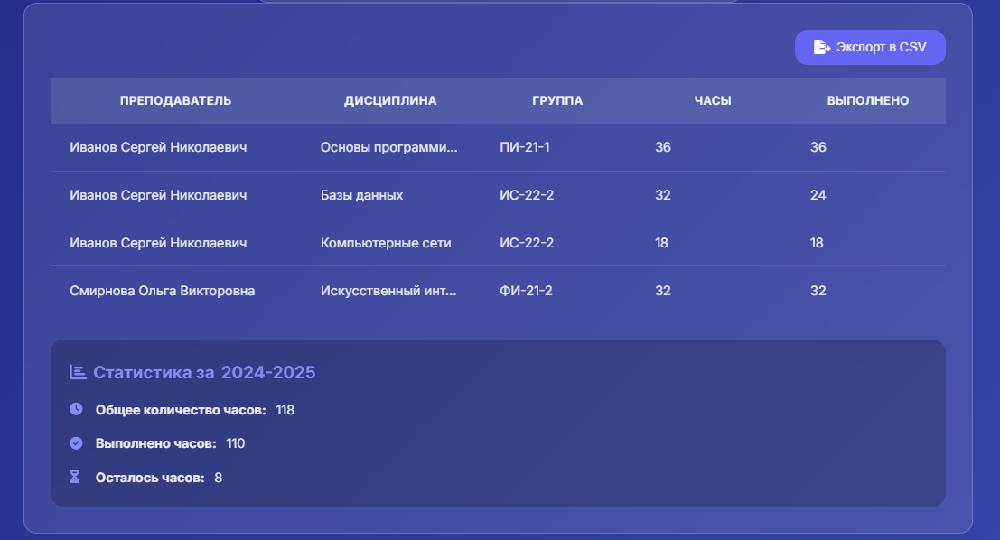 Экспорт в CSV
ПРЕПОДАВАТЕЛЬ ДИСЦИПЛИНА ГРУППА ЧАСЫ ВЫПОЛНЕНО
Иванов Сергей Николаевич Основы программи... ПИ-21-1 36 36
Иванов Сергей Николаевич Базы данных ИС-22-2 32 24
Иванов Сергей Николаевич Компьютерные сети ИС-22-2 18 18
Смирнова Ольга Викторовна Искусственный инт... ФИ-21-2 32 32
Статистика за 2024-2025
Общее количество часов: 118
Выполнено часов: 110
Осталось часов: 8